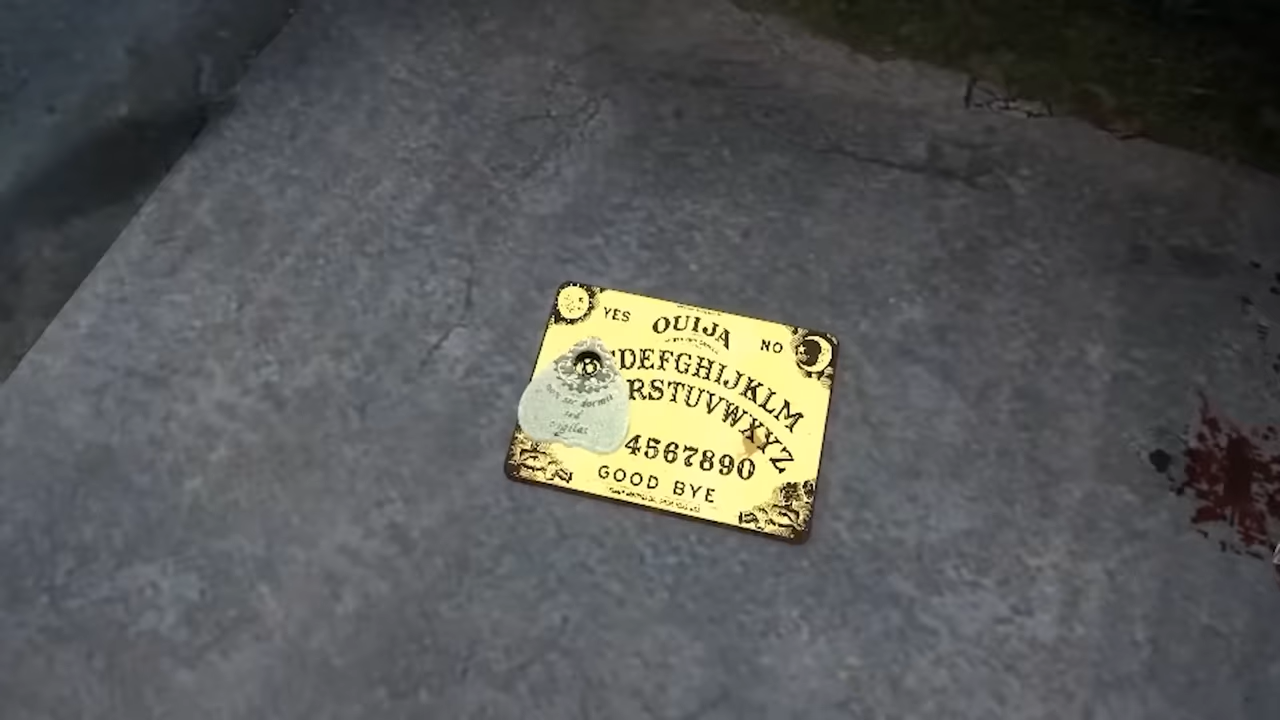 YES OUIJA NO
B DEFGHIJKLM
RSTUVWXYZ
4567890
GOOD BYE